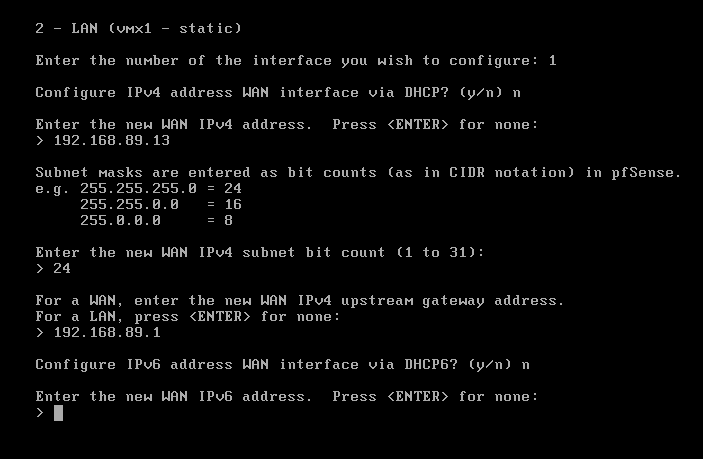 2 - LAN (vmx1 - static)
Enter the number of the interface you wish to configure: 1
Configure IPv4 address WAN interface via DHCP? (y/n) n
Enter the new WAN IPv4 address.  Press <ENTER> for none:
> 192.168.89.13
Subnet masks are entered as bit counts (as in CIDR notation) in pfSense.
e.g. 255.255.255.0 = 24
     255.255.0.0   = 16
     255.0.0.0     = 8
Enter the new WAN IPv4 subnet bit count (1 to 31):
> 24
For a WAN, enter the new WAN IPv4 upstream gateway address.
For a LAN, press <ENTER> for none:
> 192.168.89.1
Configure IPv6 address WAN interface via DHCP6? (y/n) n
Enter the new WAN IPv6 address.  Press <ENTER> for none:
>